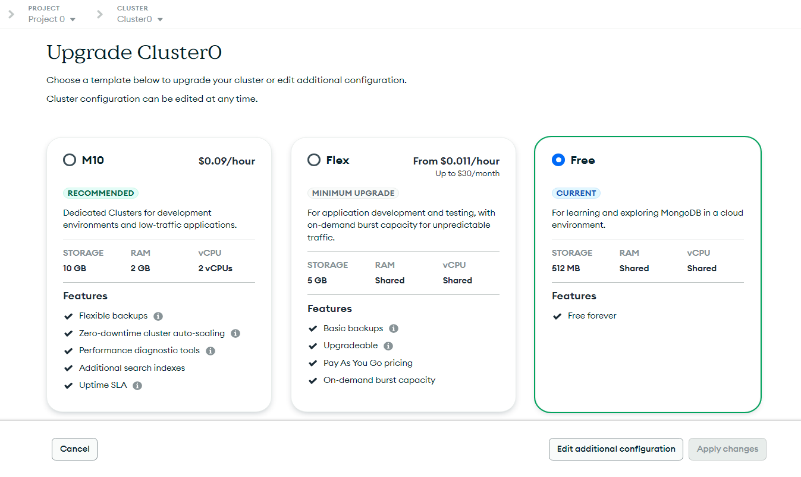 PROJECT
Project 0
CLUSTER
Cluster0
Upgrade Cluster0
Choose a template below to upgrade your cluster or edit additional configuration.
Cluster configuration can be edited at any time.
M10
$0.09/hour
RECOMMENDED
Dedicated Clusters for development
environments and low-traffic applications.
STORAGE RAM vCPU
10 GB 2 GB 2 vCPUs
Features
Flexible backups
Zero-downtime cluster auto-scaling
Performance diagnostic tools
Additional search indexes
Uptime SLA
Flex
From $0.011/hour
Up to $30/month
MINIMUM UPGRADE
For application development and testing, with
on-demand burst capacity for unpredictable
traffic.
STORAGE RAM vCPU
5 GB Shared Shared
Features
Basic backups
Upgradeable
Pay As You Go pricing
On-demand burst capacity
Free
CURRENT
For learning and exploring MongoDB in a cloud
environment.
STORAGE RAM vCPU
512 MB Shared Shared
Features
Free forever
Cancel
Edit additional configuration
Apply changes